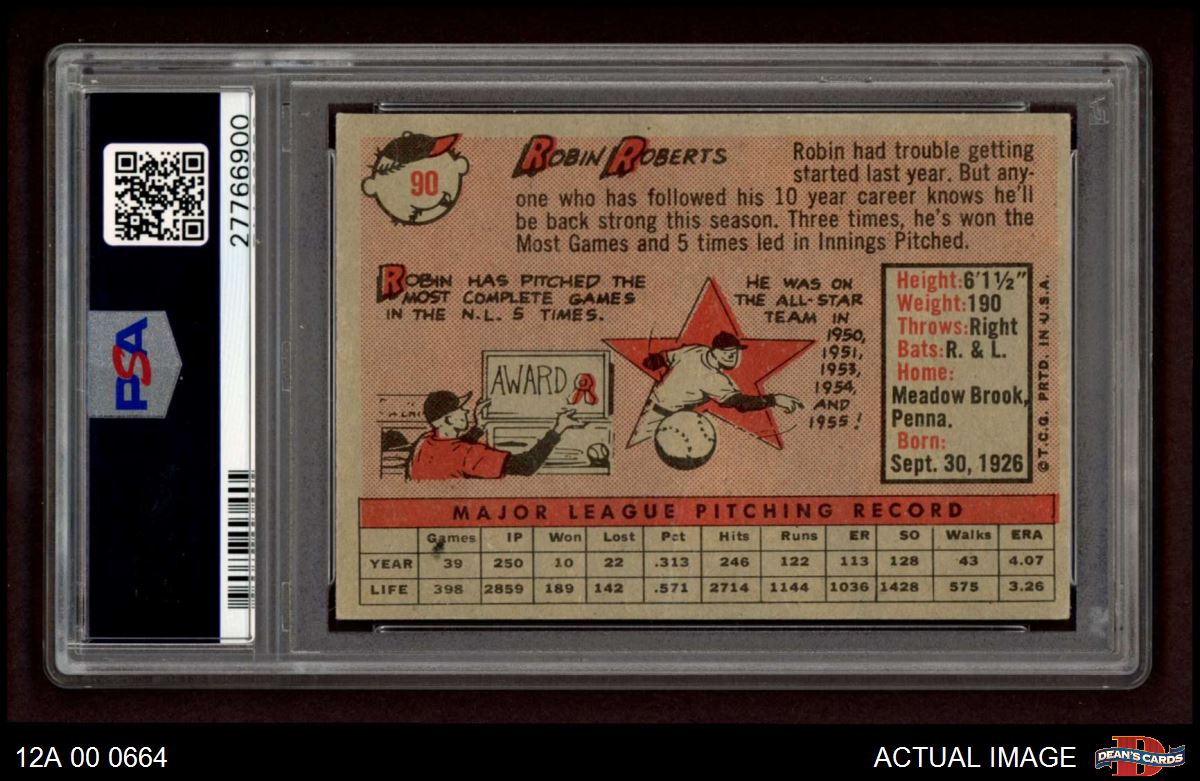 PSA
27766900
90
ROBIN ROBERTS
Robin had trouble getting
started last year. But any-
one who has followed his 10 year career knows he'll
be back strong this season. Three times, he's won the
Most Games and 5 times led in Innings Pitched.
ROBIN HAS PITCHED THE
MOST COMPLETE GAMES
IN THE N.L. 5 TIMES.
AWARD
HE WAS ON
THE ALL-STAR
TEAM IN
1950,
1951,
1953,
1954,
AND
1955!
Height: 6'1½"
Weight: 190
Throws: Right
Bats: R. & L.
Home:
Meadow Brook,
Penna.
Born:
Sept. 30, 1926
©T.C.G. PRTD. IN U.S.A.
MAJOR LEAGUE PITCHING RECORD
Games IP Won Lost Pct Hits Runs ER SO Walks ERA
YEAR 39 250 10 22 .313 246 122 113 128 43 4.07
LIFE 398 2859 189 142 .571 2714 1144 1036 1428 575 3.26
12A 00 0664
ACTUAL IMAGE
D
DEAN'S CARDS